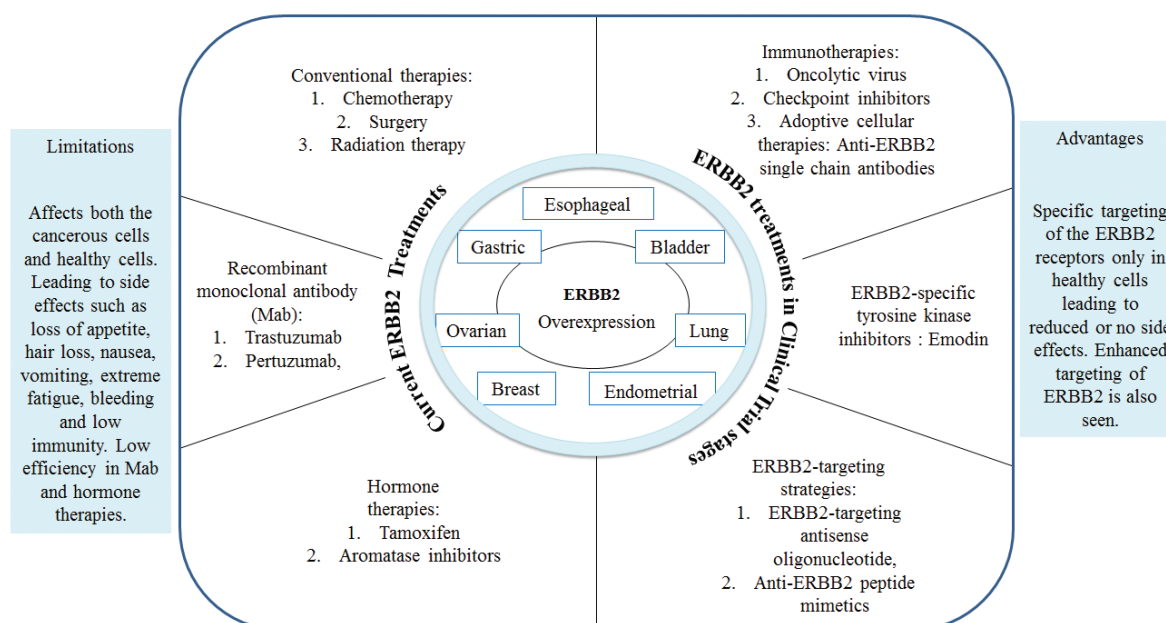 Limitations
Affects both the
cancerous cells
and healthy cells.
Leading to side
effects such as
loss of appetite,
hair loss, nausea,
vomiting, extreme
fatigue, bleeding
and low
immunity. Low
efficiency in Mab
and hormone
therapies.
Current ERBB2 Treatments
Conventional therapies:
1. Chemotherapy
2. Surgery
3. Radiation therapy
Recombinant
monoclonal antibody
(Mab):
1. Trastuzumab
2. Pertuzumab,
Hormone
therapies:
1. Tamoxifen
2. Aromatase inhibitors
Esophageal
Gastric
Bladder
ERBB2
Overexpression
Ovarian
Lung
Breast
Endometrial
ERBB2 treatments in Clinical Trial stages
Immunotherapies:
1. Oncolytic virus
2. Checkpoint inhibitors
3. Adoptive cellular
therapies: Anti-ERBB2
single chain antibodies
ERBB2-specific
tyrosine kinase
inhibitors : Emodin
ERBB2-targeting
strategies:
1. ERBB2-targeting
antisense
oligonucleotide,
2. Anti-ERBB2 peptide
mimetics
Advantages
Specific targeting
of the ERBB2
receptors only in
healthy cells
leading to
reduced or no side
effects. Enhanced
targeting of
ERBB2 is also
seen.